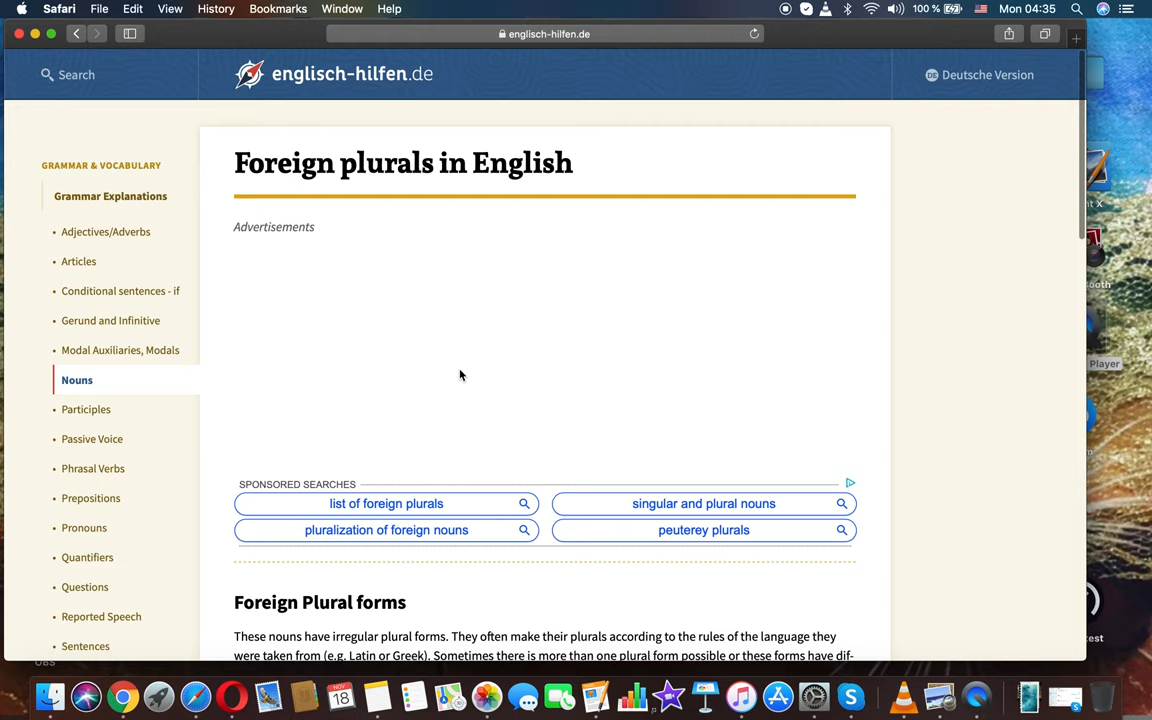 Safari File Edit View History Bookmarks Window Help 100 % Mon 04:35
englisch-hilfen.de
Search
englisch-hilfen.de
DE Deutsche Version
GRAMMAR & VOCABULARY
Grammar Explanations
• Adjectives/Adverbs
• Articles
• Conditional sentences - if
• Gerund and Infinitive
• Modal Auxiliaries, Modals
Nouns
• Participles
• Passive Voice
• Phrasal Verbs
• Prepositions
• Pronouns
• Quantifiers
• Questions
• Reported Speech
• Sentences
Foreign plurals in English
Advertisements
SPONSORED SEARCHES
list of foreign plurals
singular and plural nouns
pluralization of foreign nouns
peuterey plurals
Foreign Plural forms
These nouns have irregular plural forms. They often make their plurals according to the rules of the language they
were taken from (e.g. Latin or Greek). Sometimes there is more than one plural form possible or these forms have dif-
Player
OBS
NOV
18